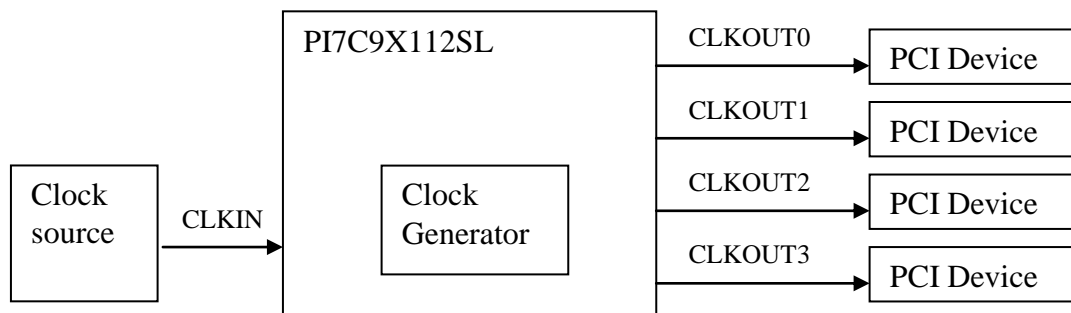 PI7C9X112SL
CLKOUT0
PCI Device
CLKOUT1
PCI Device
Clock
source
CLKIN
Clock
Generator
CLKOUT2
PCI Device
CLKOUT3
PCI Device